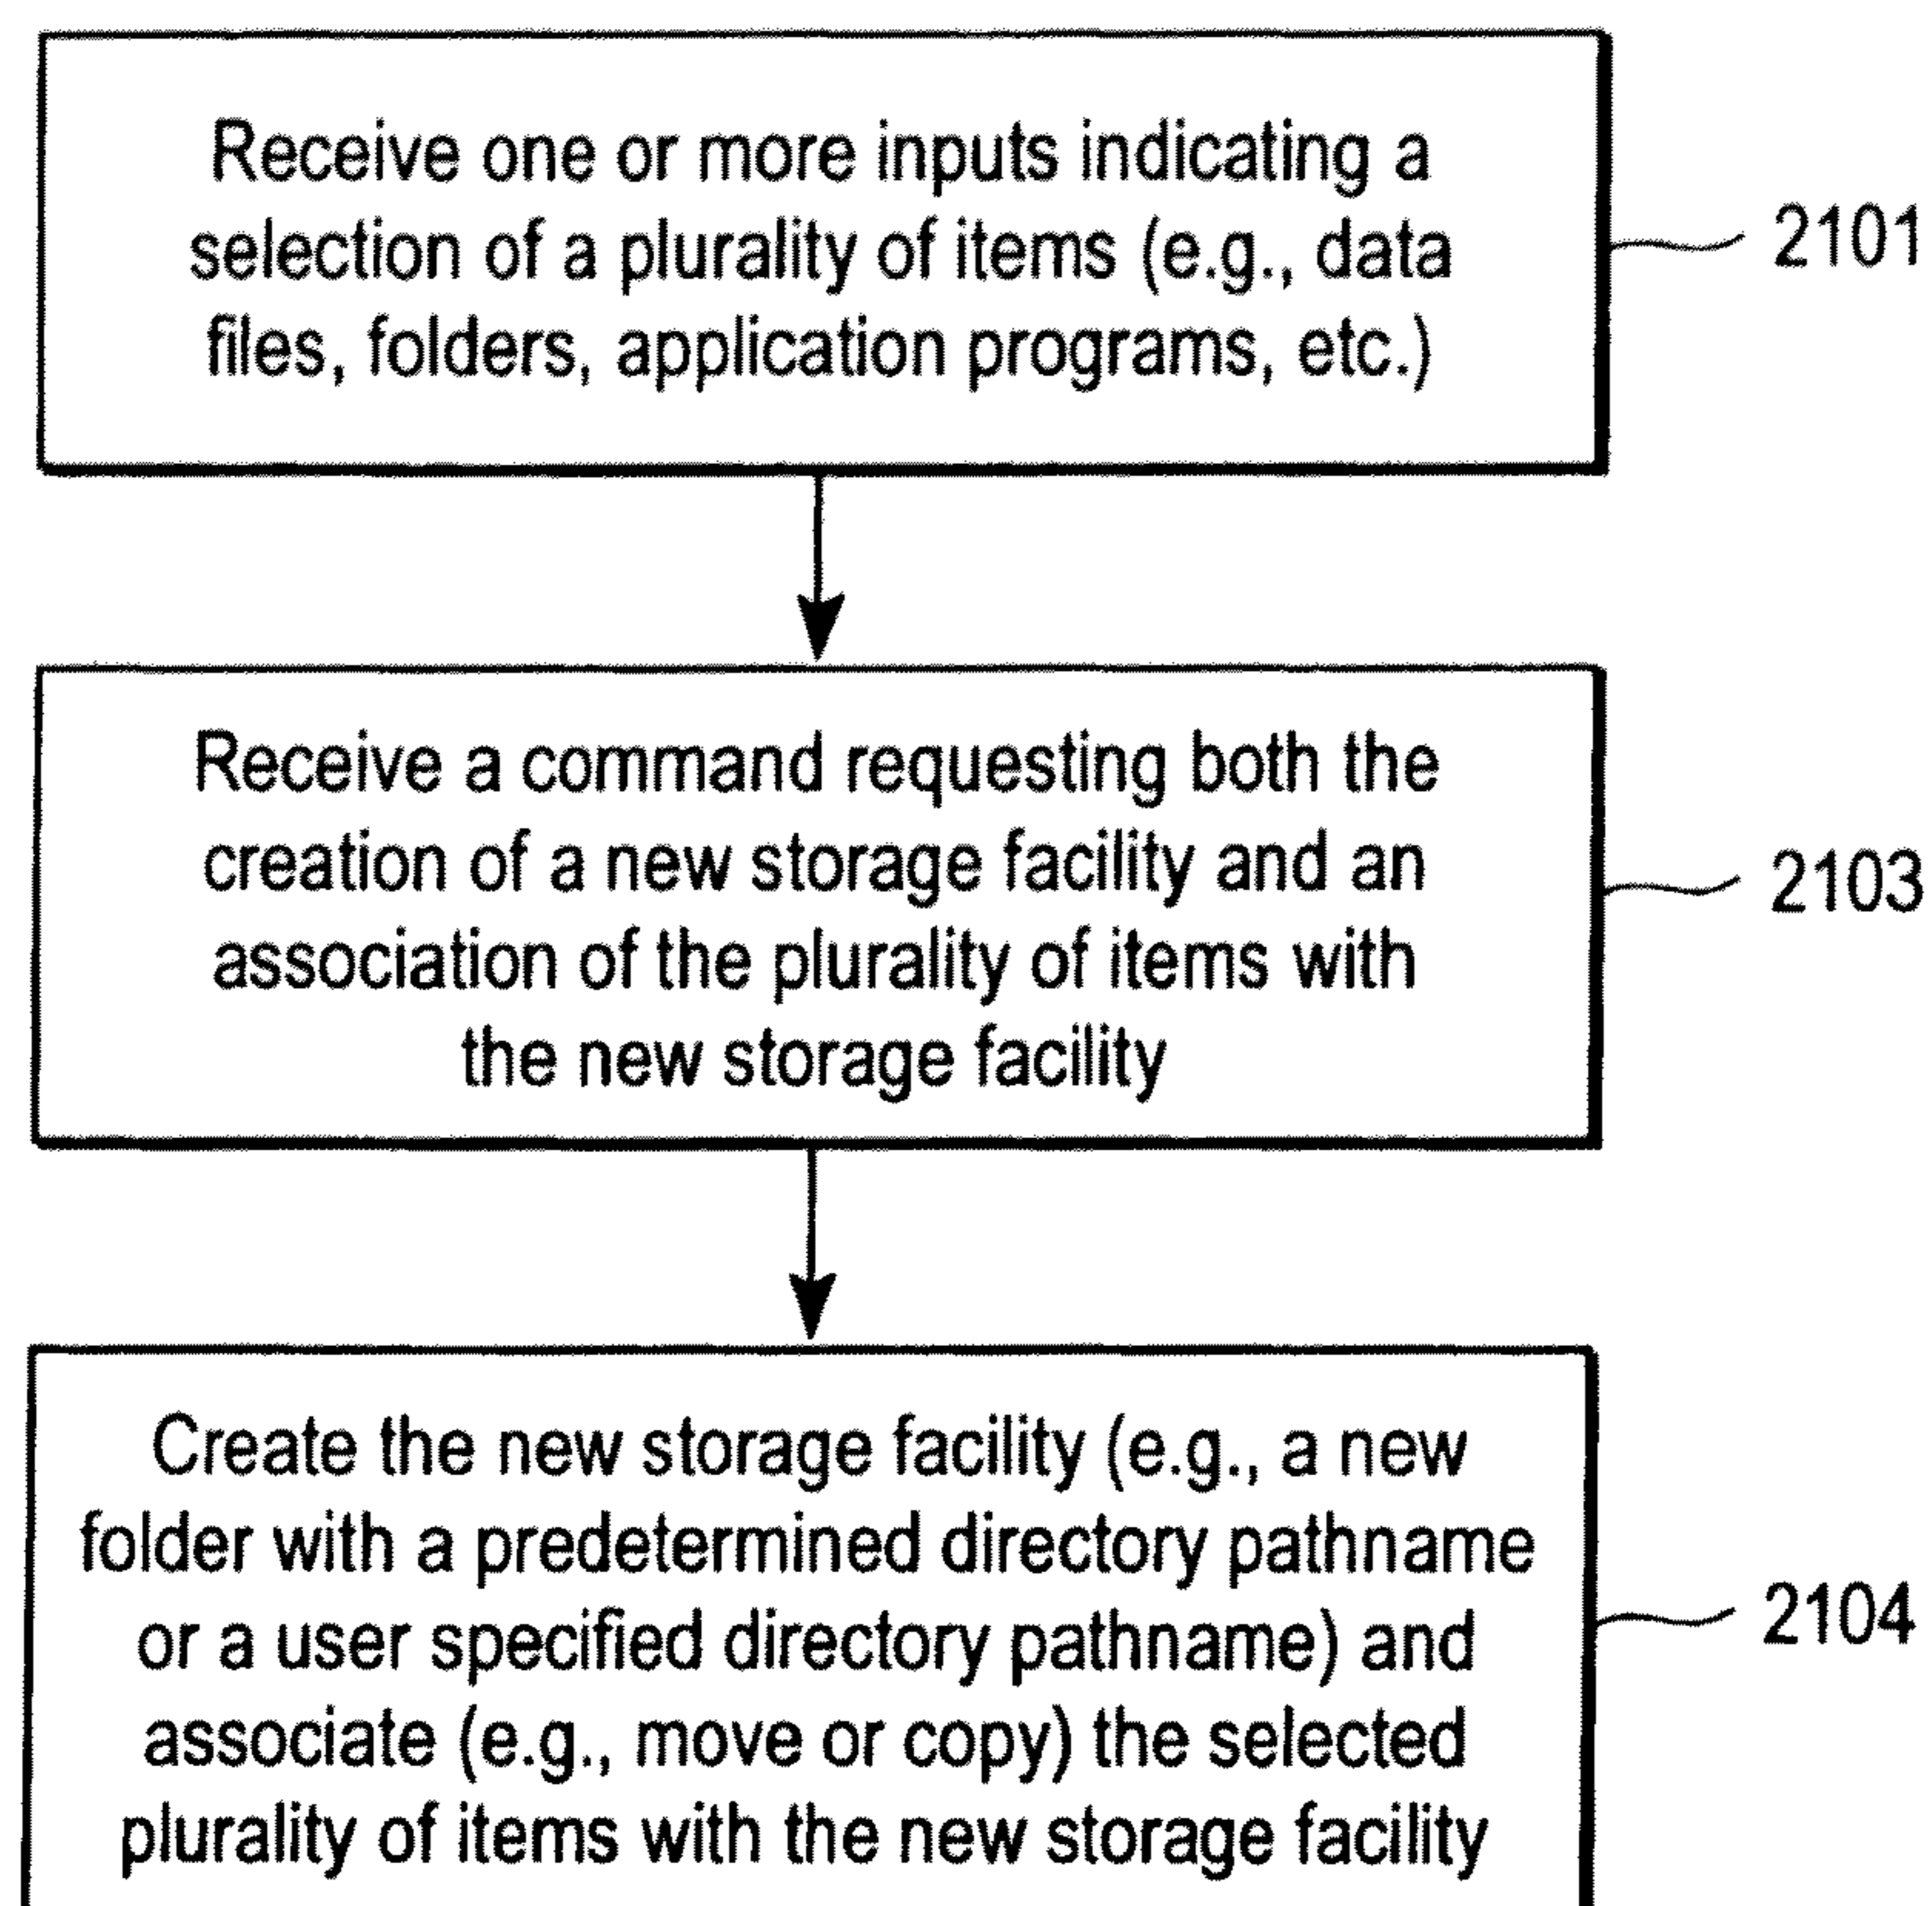 Receive one or more inputs indicating a
selection of a plurality of items (e.g., data
files, folders, application programs, etc.)
2101
Receive a command requesting both the
creation of a new storage facility and an
association of the plurality of items with
the new storage facility
2103
Create the new storage facility (e.g., a new
folder with a predetermined directory pathname
or a user specified directory pathname) and
associate (e.g., move or copy) the selected
plurality of items with the new storage facility
2104